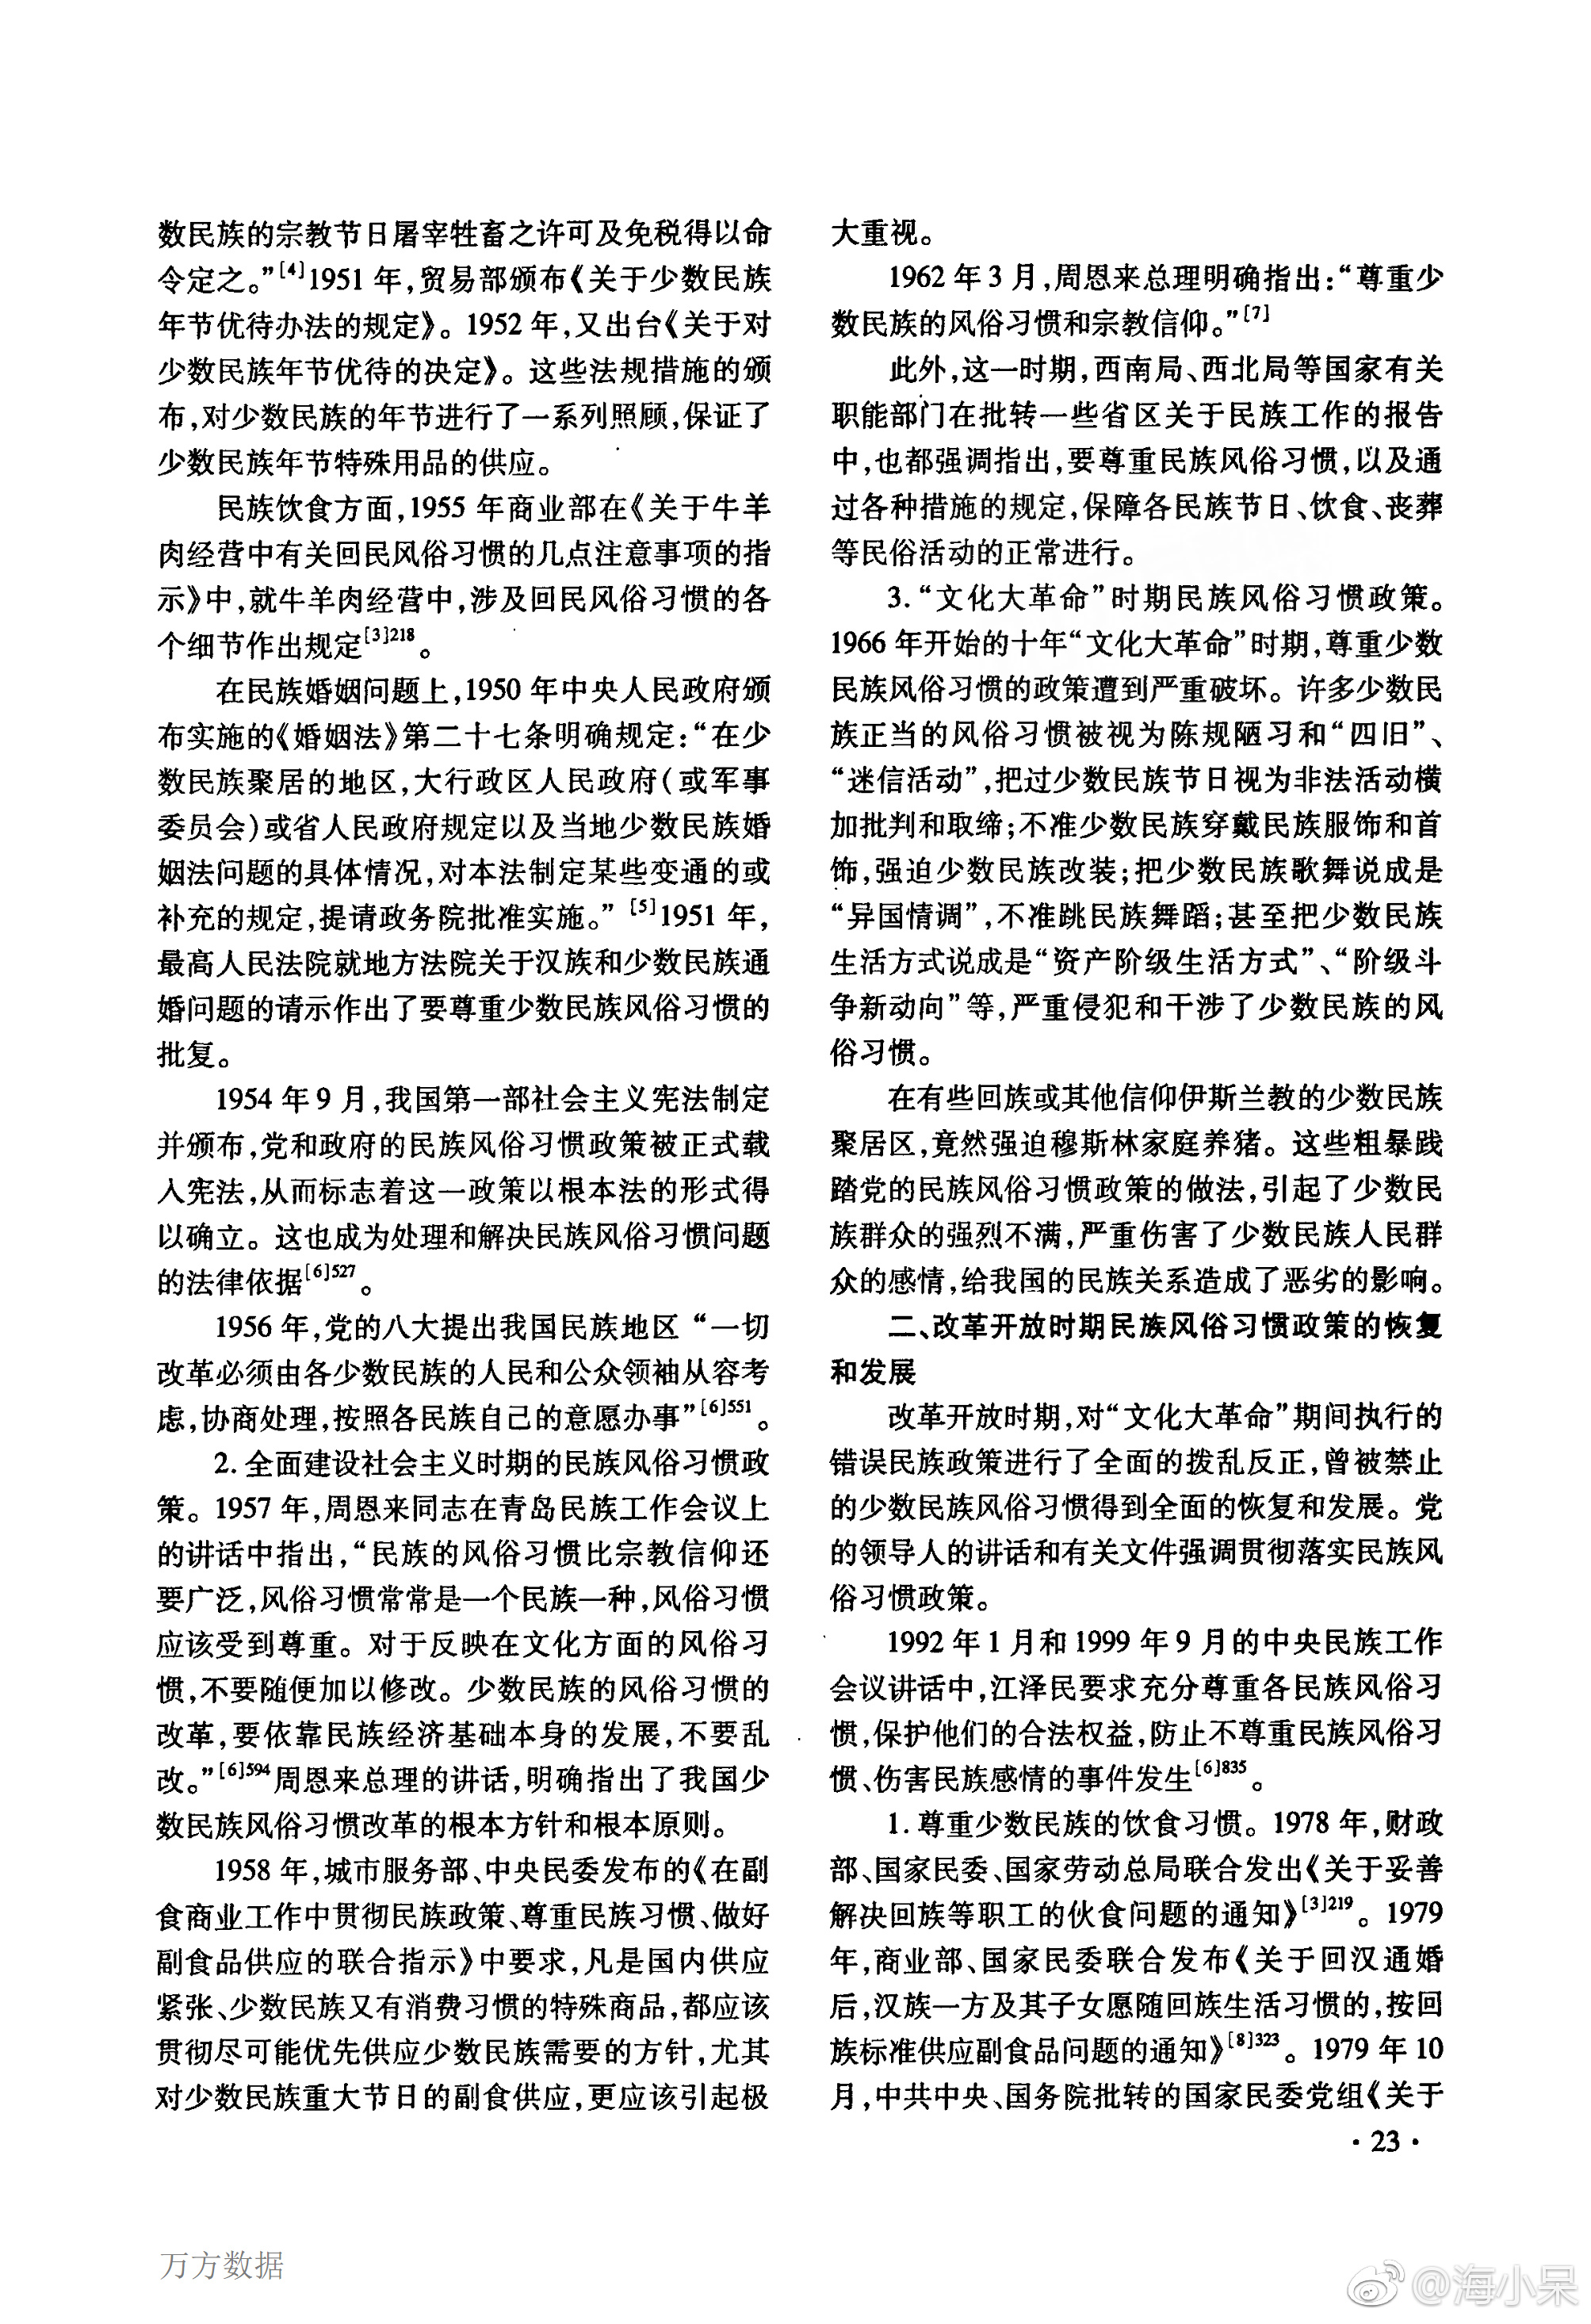 数民族的宗教节日屠宰牲畜之许可及免税得以命
令定之。”[4]1951 年,贸易部颁布《关于少数民族
年节优待办法的规定》。1952 年,又出台《关于对
少数民族年节优待的决定》。这些法规措施的颁
布,对少数民族的年节进行了一系列照顾,保证了
少数民族年节特殊用品的供应。
民族饮食方面,1955 年商业部在《关于牛羊
肉经营中有关回民风俗习惯的几点注意事项的指
示》中,就牛羊肉经营中,涉及回民风俗习惯的各
个细节作出规定[3]218。
在民族婚姻问题上,1950 年中央人民政府颁
布实施的《婚姻法》第二十七条明确规定:“在少
数民族聚居的地区,大行政区人民政府(或军事
委员会)或省人民政府规定以及当地少数民族婚
姻法问题的具体情况,对本法制定某些变通的或
补充的规定,提请政务院批准实施。”[5]1951 年,
最高人民法院就地方法院关于汉族和少数民族通
婚问题的请示作出了要尊重少数民族风俗习惯的
批复。
1954 年 9 月,我国第一部社会主义宪法制定
并颁布,党和政府的民族风俗习惯政策被正式载
入宪法,从而标志着这一政策以根本法的形式得
以确立。这也成为处理和解决民族风俗习惯问题
的法律依据[6]527。
1956 年,党的八大提出我国民族地区“一切
改革必须由各少数民族的人民和公众领袖从容考
虑,协商处理,按照各民族自己的意愿办事”[6]551。
2. 全面建设社会主义时期的民族风俗习惯政
策。1957 年,周恩来同志在青岛民族工作会议上
的讲话中指出,“民族的风俗习惯比宗教信仰还
要广泛,风俗习惯常常是一个民族一种,风俗习惯
应该受到尊重。对于反映在文化方面的风俗习
惯,不要随便加以修改。少数民族的风俗习惯的
改革,要依靠民族经济基础本身的发展,不要乱
改。”[6]594周恩来总理的讲话,明确指出了我国少
数民族风俗习惯改革的根本方针和根本原则。
1958 年,城市服务部、中央民委发布的《在副
食商业工作中贯彻民族政策、尊重民族习惯、做好
副食品供应的联合指示》中要求,凡是国内供应
紧张、少数民族又有消费习惯的特殊商品,都应该
贯彻尽可能优先供应少数民族需要的方针,尤其
对少数民族重大节日的副食供应,更应该引起极
大重视。
1962 年 3 月,周恩来总理明确指出:“尊重少
数民族的风俗习惯和宗教信仰。”[7]
此外,这一时期,西南局、西北局等国家有关
职能部门在批转一些省区关于民族工作的报告
中,也都强调指出,要尊重民族风俗习惯,以及通
过各种措施的规定,保障各民族节日、饮食、丧葬
等民俗活动的正常进行。
3. “文化大革命”时期民族风俗习惯政策。
1966 年开始的十年“文化大革命”时期,尊重少数
民族风俗习惯的政策遭到严重破坏。许多少数民
族正当的风俗习惯被视为陈规陋习和“四旧”、
“迷信活动”,把过少数民族节日视为非法活动横
加批判和取缔;不准少数民族穿戴民族服饰和首
饰,强迫少数民族改装;把少数民族歌舞说成是
“异国情调”,不准跳民族舞蹈;甚至把少数民族
生活方式说成是“资产阶级生活方式”、“阶级斗
争新动向”等,严重侵犯和干涉了少数民族的风
俗习惯。
在有些回族或其他信仰伊斯兰教的少数民族
聚居区,竟然强迫穆斯林家庭养猪。这些粗暴践
踏党的民族风俗习惯政策的做法,引起了少数民
族群众的强烈不满,严重伤害了少数民族人民群
众的感情,给我国的民族关系造成了恶劣的影响。
二、改革开放时期民族风俗习惯政策的恢复
和发展
改革开放时期,对“文化大革命”期间执行的
错误民族政策进行了全面的拨乱反正,曾被禁止
的少数民族风俗习惯得到全面的恢复和发展。党
的领导人的讲话和有关文件强调贯彻落实民族风
俗习惯政策。
1992 年 1 月和 1999 年 9 月的中央民族工作
会议讲话中,江泽民要求充分尊重各民族风俗习
惯,保护他们的合法权益,防止不尊重民族风俗习
惯、伤害民族感情的事件发生[6]835。
1. 尊重少数民族的饮食习惯。1978 年,财政
部、国家民委、国家劳动总局联合发出《关于妥善
解决回族等职工的伙食问题的通知》[3]219。1979
年,商业部、国家民委联合发布《关于回汉通婚
后,汉族一方及其子女愿随回族生活习惯的,按回
族标准供应副食品问题的通知》[8]323。1979 年 10
月,中共中央、国务院批转的国家民委党组《关于
·23·
万方数据
@海小呆